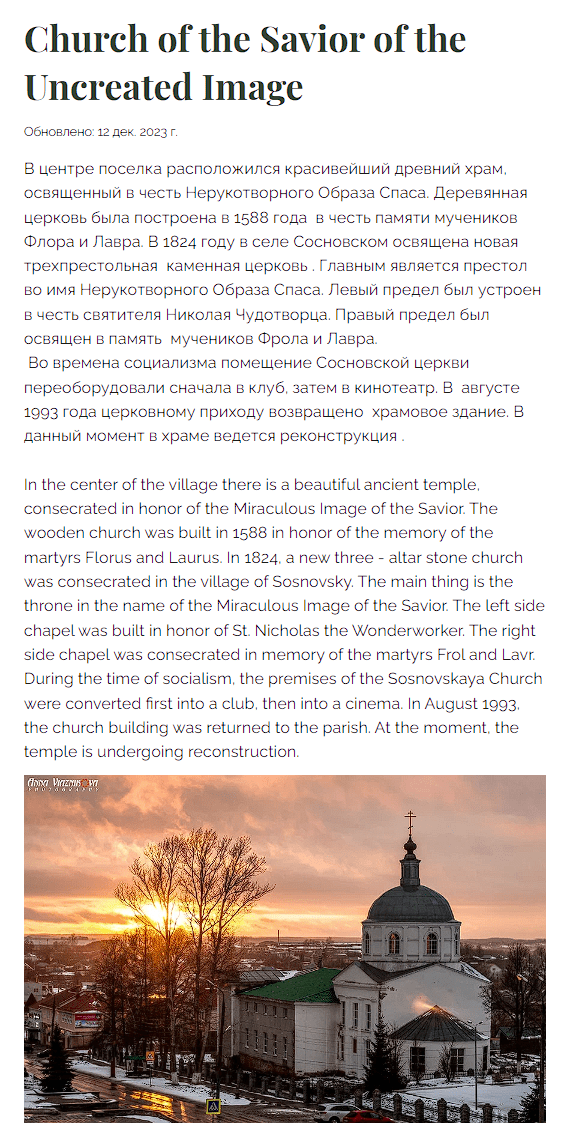 Church of the Savior of the
Uncreated Image
Обновлено: 12 дек. 2023 г.
В центре поселка расположился красивейший древний храм,
освященный в честь Нерукотворного Образа Спаса. Деревянная
церковь была построена в 1588 года  в честь памяти мучеников
Флора и Лавра. В 1824 году в селе Сосновском освящена новая
трехпрестольная  каменная церковь . Главным является престол
во имя Нерукотворного Образа Спаса. Левый предел был устроен
в честь святителя Николая Чудотворца. Правый предел был
освящен в память  мучеников Фрола и Лавра.
Во времена социализма помещение Сосновской церкви
переоборудовали сначала в клуб, затем в кинотеатр. В  августе
1993 года церковному приходу возвращено  храмовое здание. В
данный момент в храме ведется реконструкция .
In the center of the village there is a beautiful ancient temple,
consecrated in honor of the Miraculous Image of the Savior. The
wooden church was built in 1588 in honor of the memory of the
martyrs Florus and Laurus. In 1824, a new three - altar stone church
was consecrated in the village of Sosnovsky. The main thing is the
throne in the name of the Miraculous Image of the Savior. The left side
chapel was built in honor of St. Nicholas the Wonderworker. The right
side chapel was consecrated in memory of the martyrs Frol and Lavr.
During the time of socialism, the premises of the Sosnovskaya Church
were converted first into a club, then into a cinema. In August 1993,
the church building was returned to the parish. At the moment, the
temple is undergoing reconstruction.
Anna Viaznikova
PHOTOGRAPHY